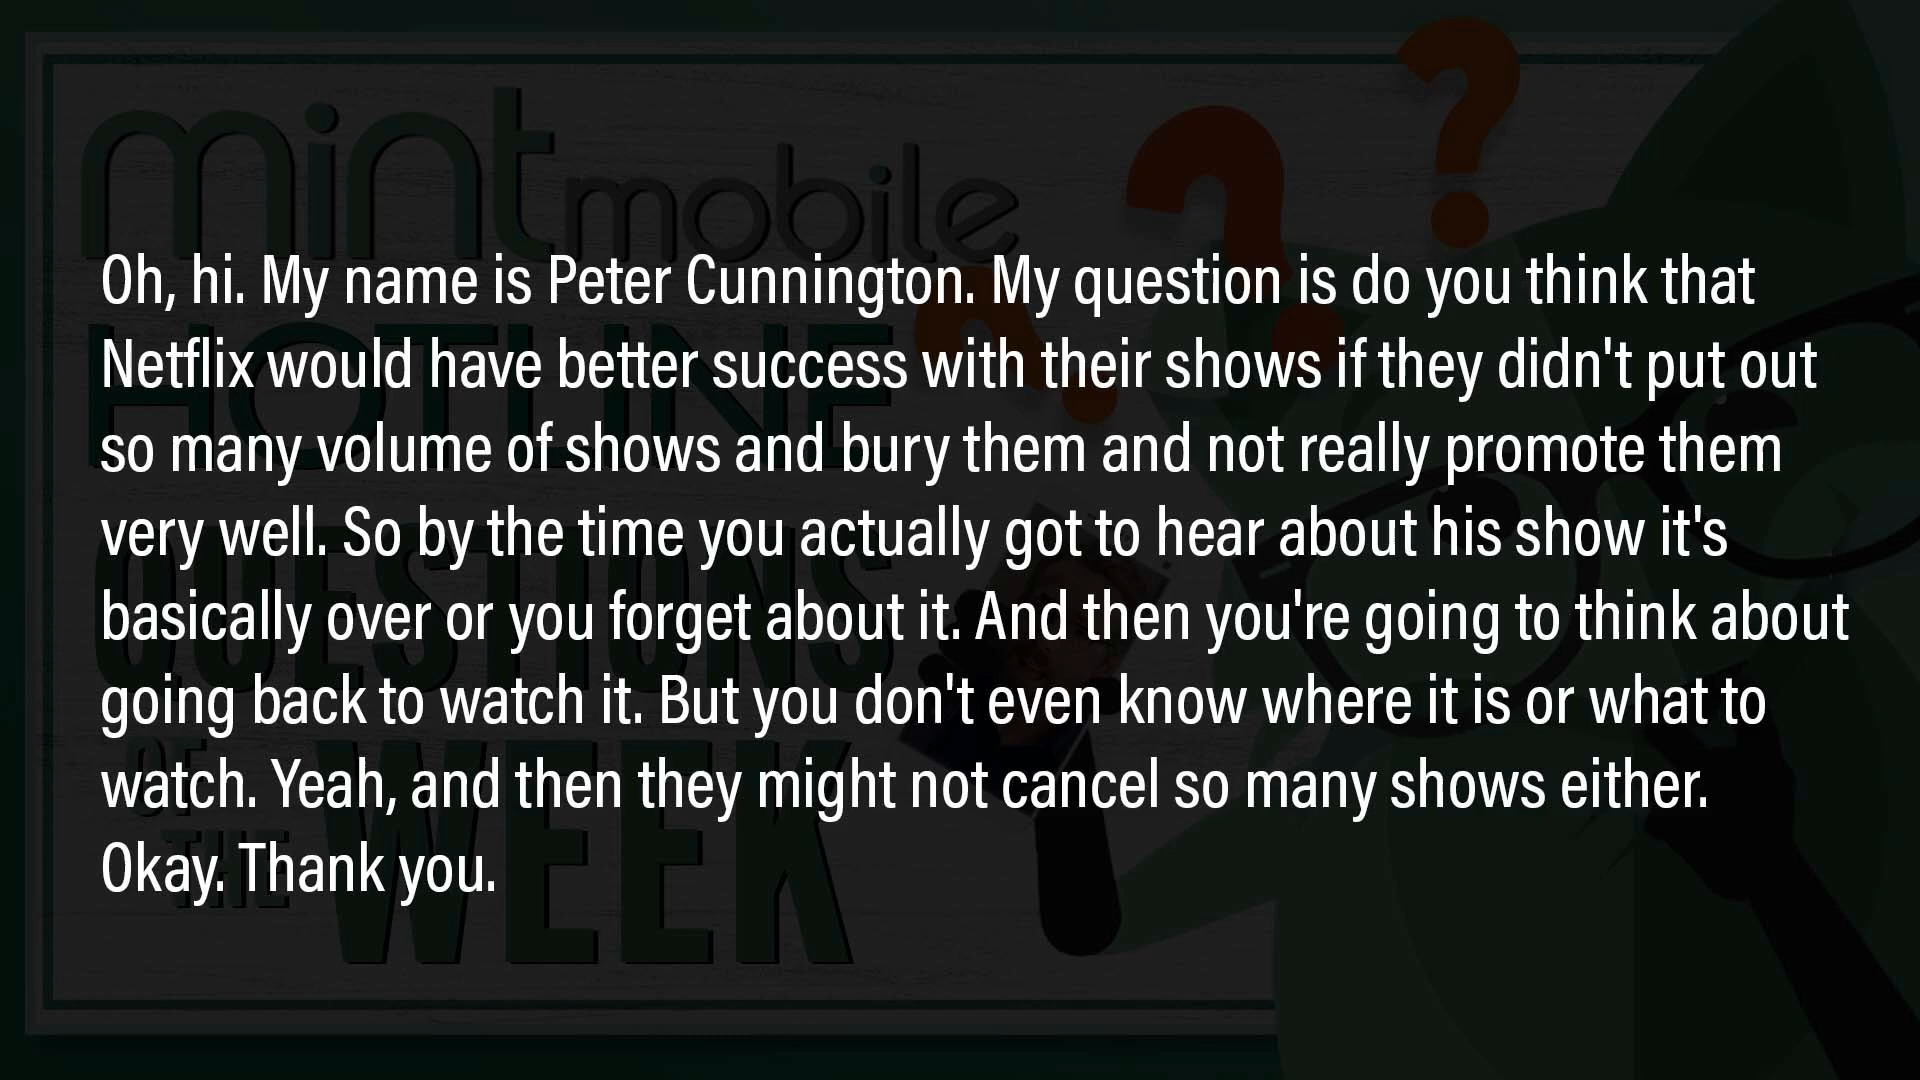 mint mobile
HOTLINE
QUESTIONS
OF THE WEEK
Oh, hi. My name is Peter Cunnington. My question is do you think that
Netflix would have better success with their shows if they didn't put out
so many volume of shows and bury them and not really promote them
very well. So by the time you actually got to hear about his show it's
basically over or you forget about it. And then you're going to think about
going back to watch it. But you don't even know where it is or what to
watch. Yeah, and then they might not cancel so many shows either.
Okay. Thank you.